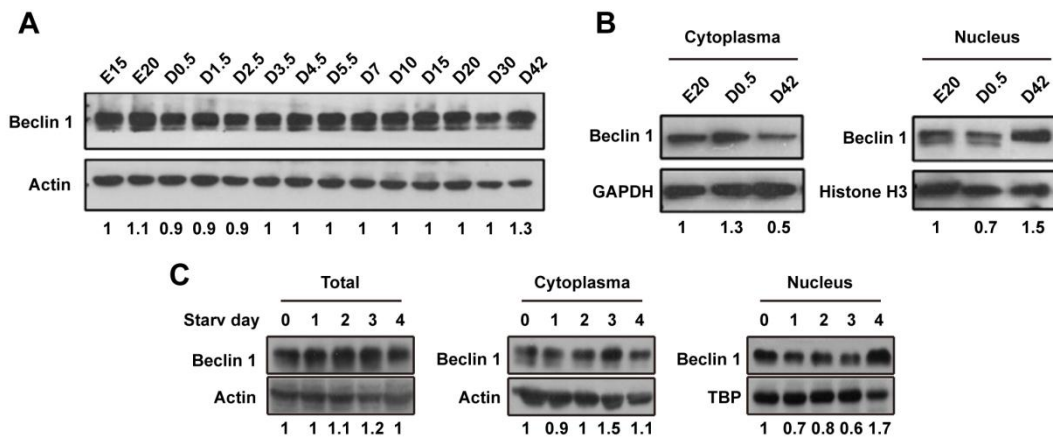 A
E15 E20 D0.5 D1.5 D2.5 D3.5 D4.5 D5.5 D7 D10 D15 D20 D30 D42
Beclin 1
Actin
1 1.1 0.9 0.9 0.9 1 1 1 1 1 1 1 1 1.3
B
Cytoplasma
E20 D0.5 D42
Beclin 1
GAPDH
1 1.3 0.5
Nucleus
E20 D0.5 D42
Beclin 1
Histone H3
1 0.7 1.5
C
Total
Starv day 0 1 2 3 4
Beclin 1
Actin
1 1 1.1 1.2 1
Cytoplasma
0 1 2 3 4
Beclin 1
Actin
1 0.9 1 1.5 1.1
Nucleus
0 1 2 3 4
Beclin 1
TBP
1 0.7 0.8 0.6 1.7